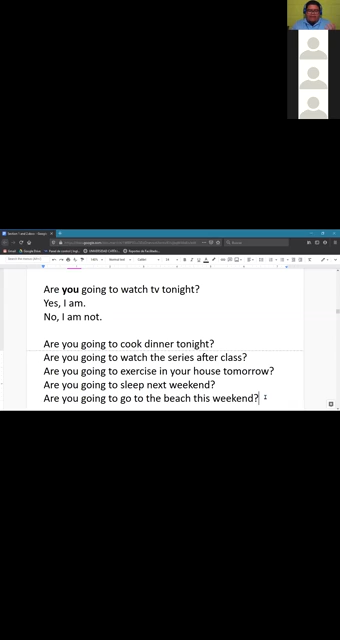 Are you going to watch tv tonight?
Yes, I am.
No, I am not.
Are you going to cook dinner tonight?
Are you going to watch the series after class?
Are you going to exercise in your house tomorrow?
Are you going to sleep next weekend?
Are you going to go to the beach this weekend?